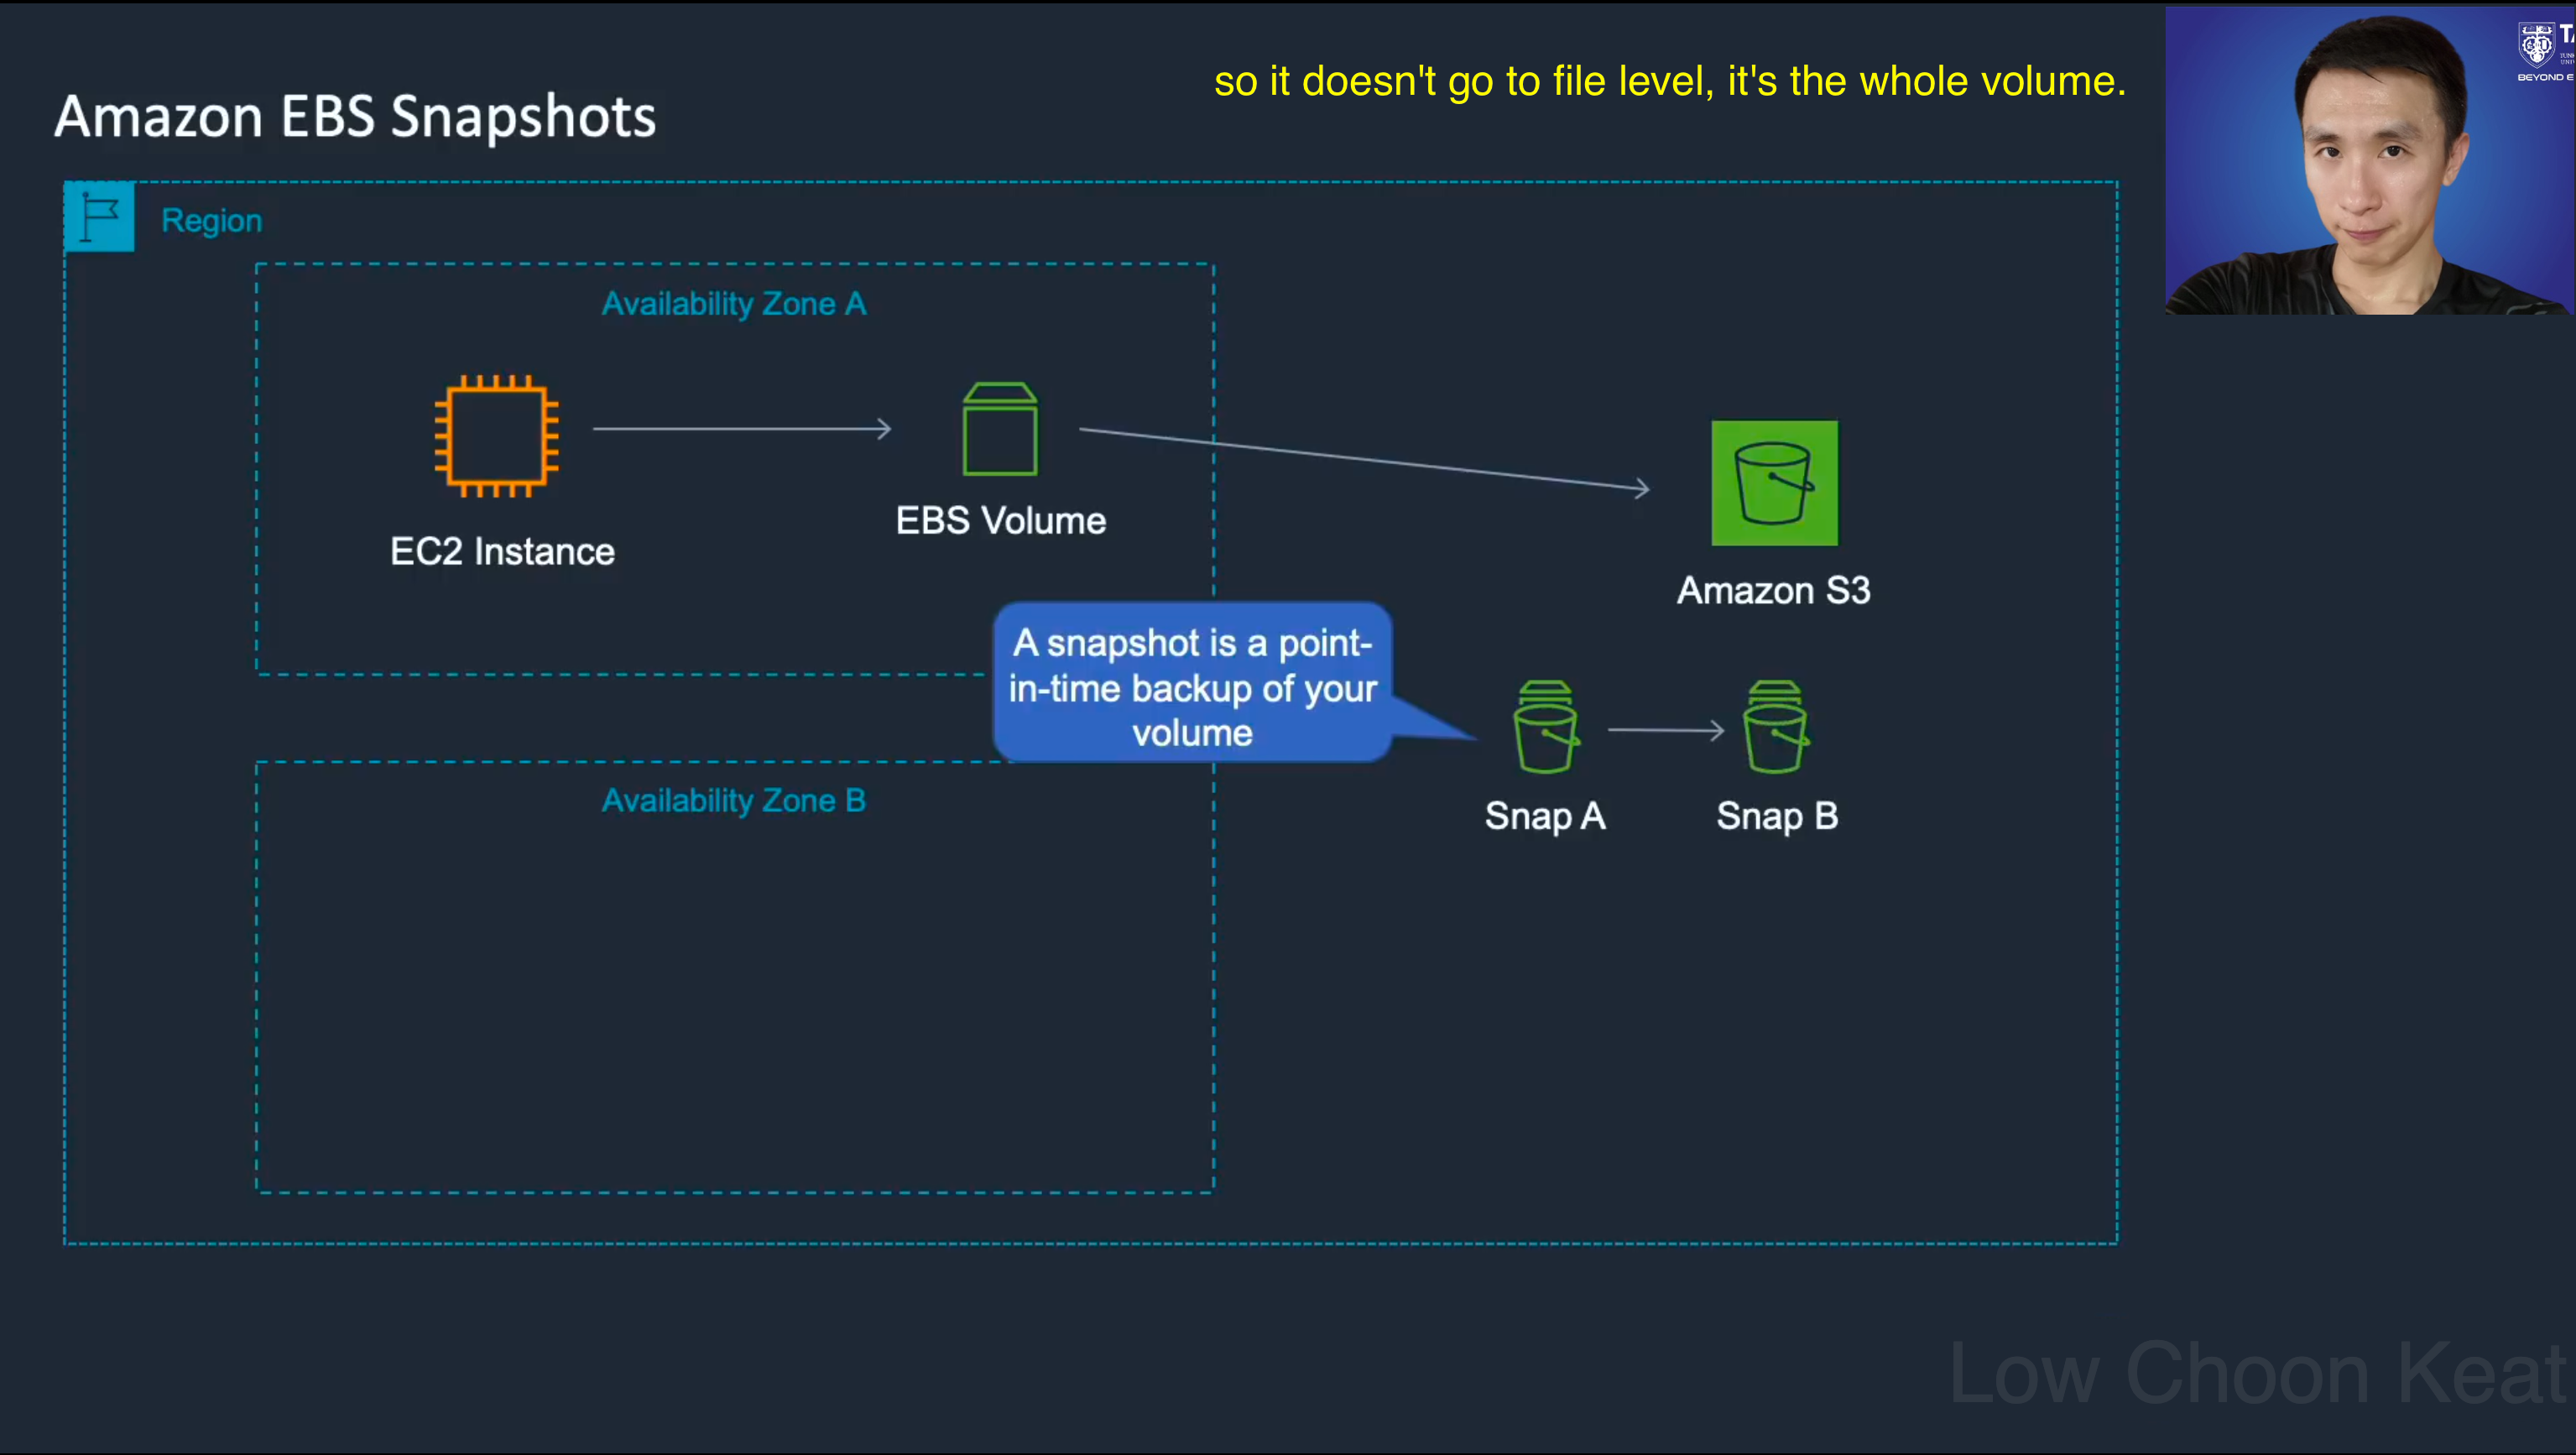 so it doesn't go to file level, it's the whole volume.
Amazon EBS Snapshots
BEYOND E
Region
Availability Zone A
EC2 Instance
EBS Volume
Amazon S3
A snapshot is a point-
in-time backup of your
volume
Snap A
Snap B
Availability Zone B
Low Choon Keat